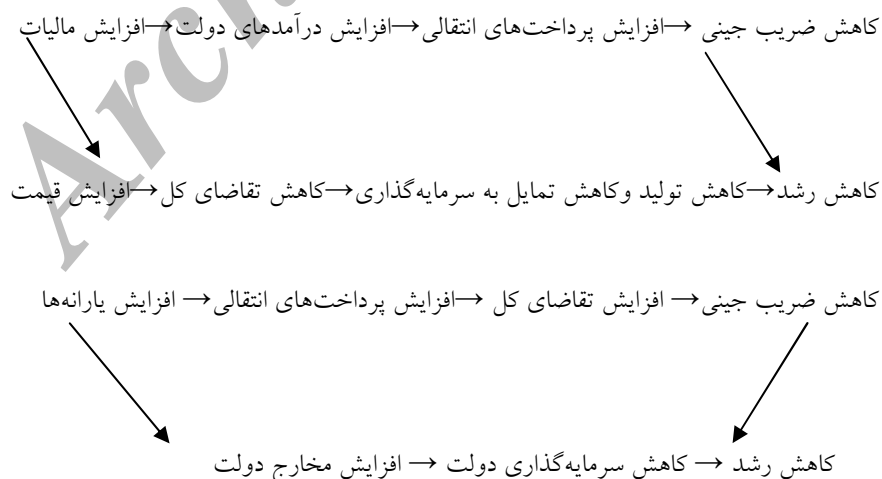 کاهش ضریب جینی →افزایش پرداخت‌های انتقالی→افزایش درآمدهای دولت→افزایش مالیات
کاهش رشد→کاهش تولید وکاهش تمایل به سرمایه‌گذاری→کاهش تقاضای کل→افزایش قیمت
کاهش ضریب جینی→ افزایش تقاضای کل →افزایش پرداخت‌های انتقالی→ افزایش یارانه‌ها
کاهش رشد → کاهش سرمایه‌گذاری دولت → افزایش مخارج دولت